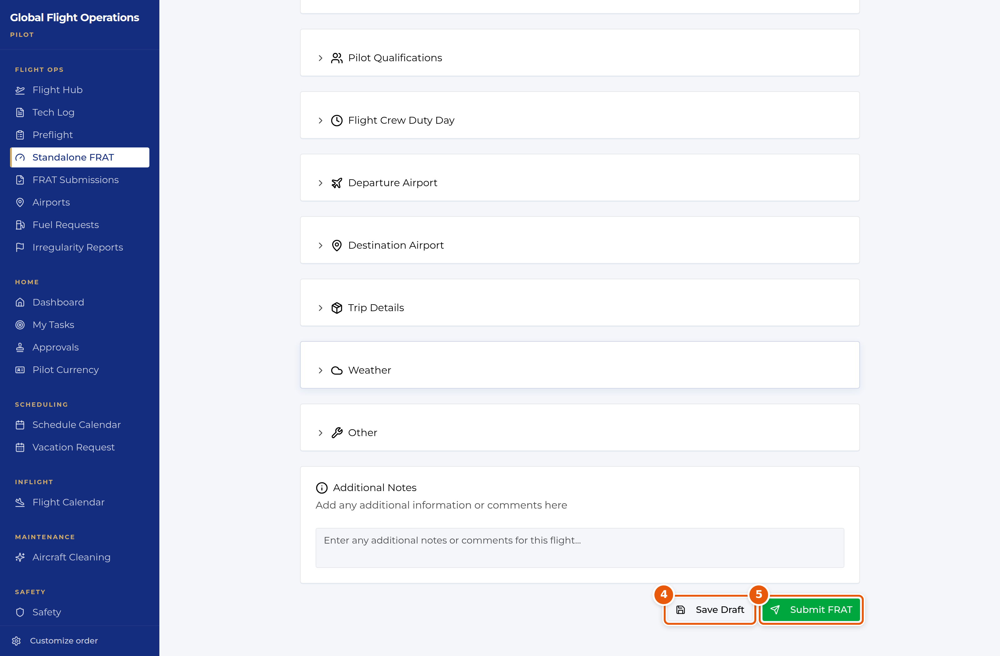 Global Flight Operations
PILOT
FLIGHT OPS
Flight Hub
Tech Log
Preflight
Standalone FRAT
FRAT Submissions
Airports
Fuel Requests
Irregularity Reports
HOME
Dashboard
My Tasks
Approvals
Pilot Currency
SCHEDULING
Schedule Calendar
Vacation Request
INFLIGHT
Flight Calendar
MAINTENANCE
Aircraft Cleaning
SAFETY
Safety
Customize order
Pilot Qualifications
Flight Crew Duty Day
Departure Airport
Destination Airport
Trip Details
Weather
Other
Additional Notes
Add any additional information or comments here
Enter any additional notes or comments for this flight...
4
Save Draft
5
Submit FRAT